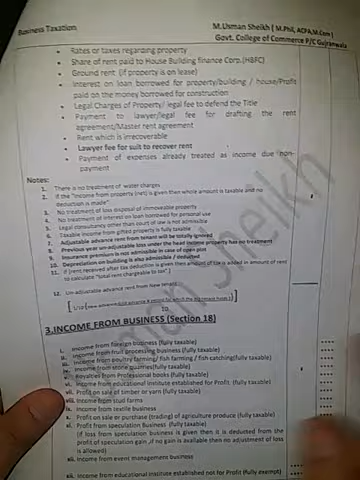 Business Taxation
M.Usman Sheikh ( M.Phil, ACPA,M.Com )
Govt. College of Commerce P/C Gujranwala
• Rates or taxes regarding property
• Share of rent paid to House Building finance Corp.(HBFC)
• Ground rent (if property is on lease)
• Interest on loan borrowed for property/building / house/Profit
paid on the money borrowed for construction
• Legal Charges of Property/ legal fee to defend the Title
• Payment to lawyer/legal fee for drafting the rent
agreement/Master rent agreement
• Rent which is irrecoverable
• Lawyer fee for suit to recover rent
• Payment of expenses already treated as income due non-
payment
Notes:
1. There is no treatment of water charges
2. If the "Income from property (net) is given then whole amount is taxable and no
deduction is made"
3. No treatment of loss disposal of immoveable property
4. No treatment of interest on loan borrowed for personal use
5. Legal consultancy other than court of law is not admissible
6. Taxable income from gifted property is fully taxable
7. Adjustable advance rent from tenant will be totally ignored
8. Previous year un-adjustable loss under the head income property has no treatment
9. Insurance premium is not admissible in case of open plot
10. Depreciation on building is also admissible / deducted
11. If rent received after tax deduction is given then amount of tax is added in amount of rent
to calculate "total rent chargeable to tax".
12. Un-adjustable advance rent from New tenant:
10
3.INCOME FROM BUSINESS (Section 18)
i. Income from foreign business (fully taxable)
ii. Income from fruit processing business (fully taxable)
iii. Income from poultry farming/ fish farming / fish catching(fully taxable)
iv. Income from stone quarries(fully taxable)
v. Royalties from Professional books (fully taxable)
vi. Income from educational institute established for Profit (fully taxable)
vii. Profit on sale of timber or yarn (fully taxable)
viii. Income from stud farms
ix. Income from textile business
x. Profit on sale or purchase (trading) of agriculture produce (fully taxable)
xi. Profit from speculation Business (fully taxable)
(if loss from speculation business is given then it is deduced from the
profit of speculation gain ,if no gain is available then no adjustment of loss
is allowed)
Income from event management business
Income from educational institute established not for Profit (fully exempt)
Sheikh